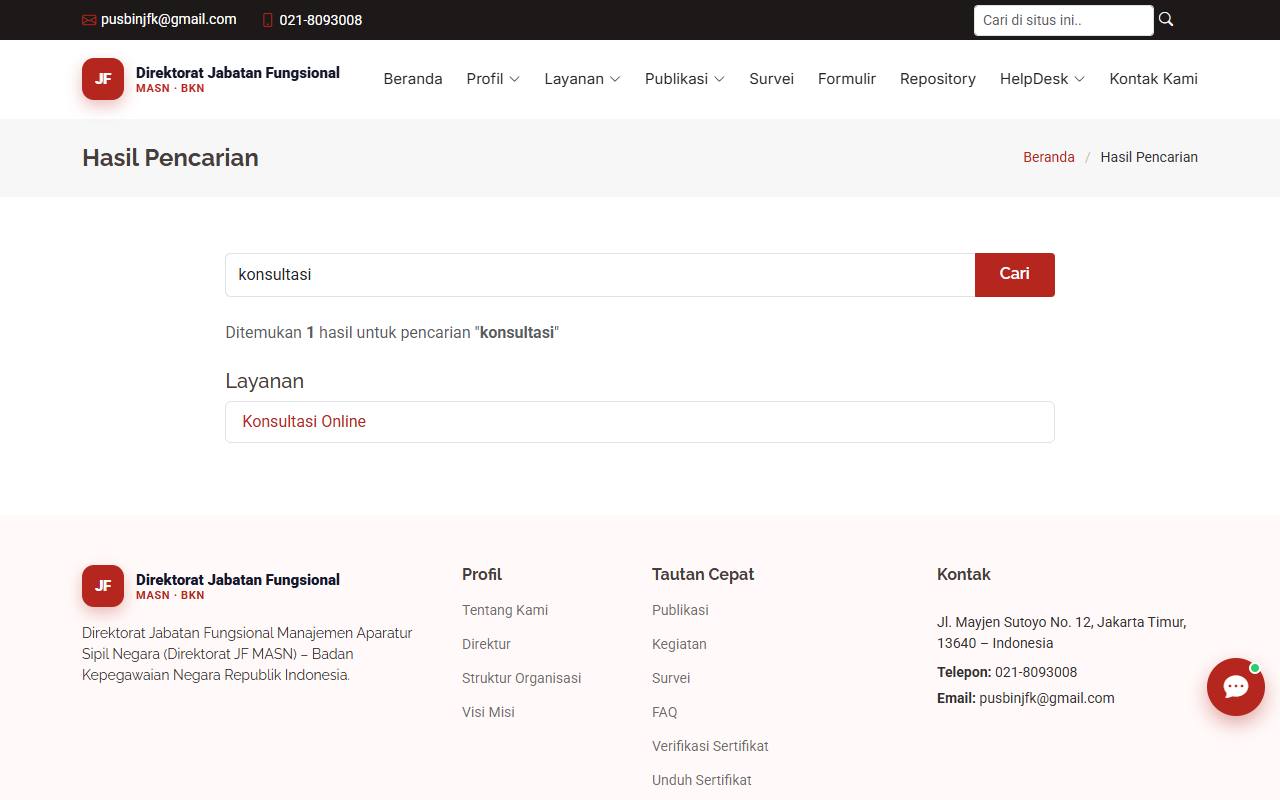 pusbinjfk@gmail.com 021-8093008 Cari di situs ini..
JF Direktorat Jabatan Fungsional
MASN · BKN
Beranda Profil Layanan Publikasi Survei Formulir Repository HelpDesk Kontak Kami
Hasil Pencarian
Beranda / Hasil Pencarian
konsultasi Cari
Ditemukan 1 hasil untuk pencarian "konsultasi"
Layanan
Konsultasi Online
JF Direktorat Jabatan Fungsional
MASN · BKN
Direktorat Jabatan Fungsional Manajemen Aparatur
Sipil Negara (Direktorat JF MASN) – Badan
Kepegawaian Negara Republik Indonesia.
Profil
Tentang Kami
Direktur
Struktur Organisasi
Visi Misi
Tautan Cepat
Publikasi
Kegiatan
Survei
FAQ
Verifikasi Sertifikat
Unduh Sertifikat
Kontak
Jl. Mayjen Sutoyo No. 12, Jakarta Timur,
13640 – Indonesia
Telepon: 021-8093008
Email: pusbinjfk@gmail.com